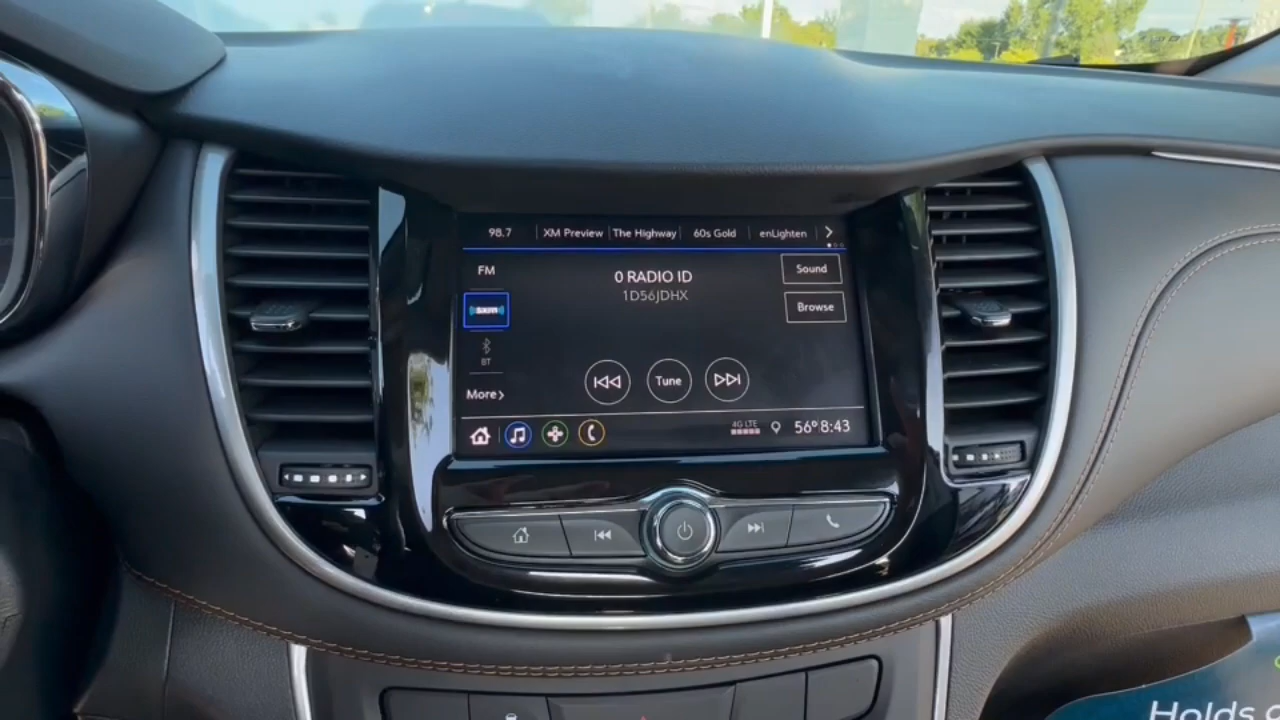 98.7 XM Preview The Highway 60s Gold enLighten
FM
0 RADIO ID
Sound
1D56JDHX
Browse
BT
Tune
More
4G LTE
56° 8:43
Holds